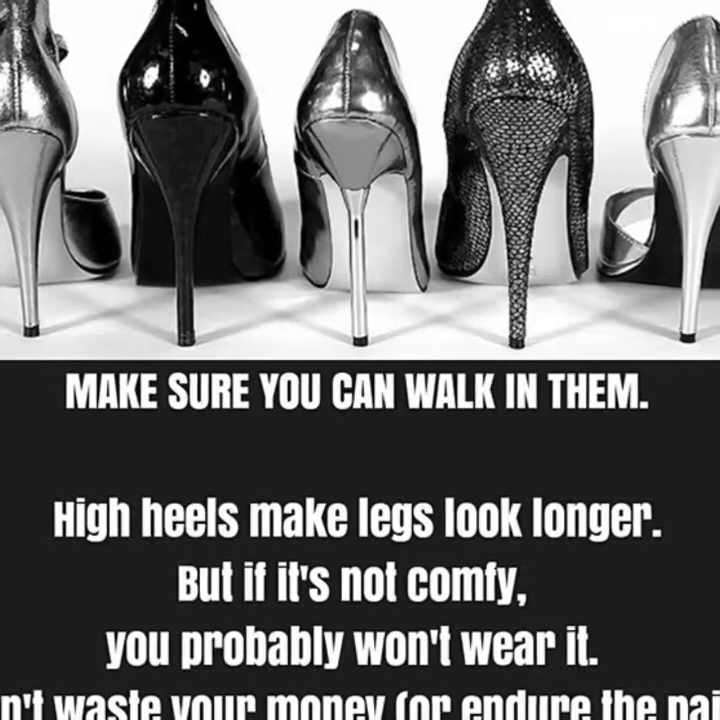 MAKE SURE YOU CAN WALK IN THEM.
High heels make legs look longer.
But if it's not comfy,
you probably won't wear it.
n't waste your money (or endure the pai